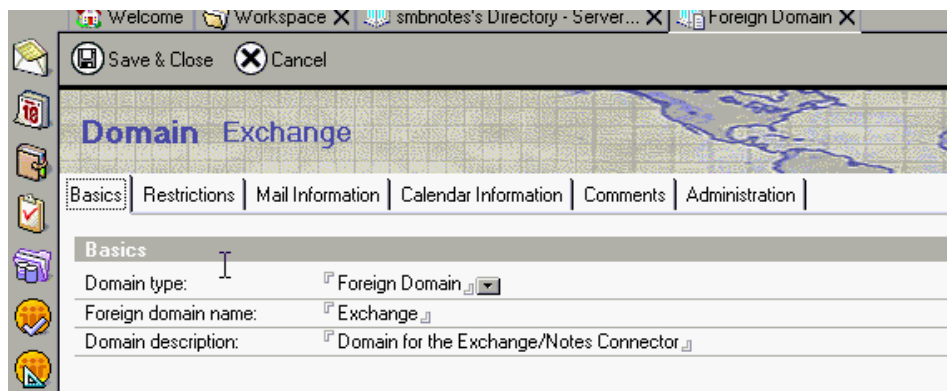 Welcome Workspace smbnotes's Directory - Server... Foreign Domain
Save & Close Cancel
Domain Exchange
Basics Restrictions Mail Information Calendar Information Comments Administration
Basics
Domain type: Foreign Domain
Foreign domain name: Exchange
Domain description: Domain for the Exchange/Notes Connector